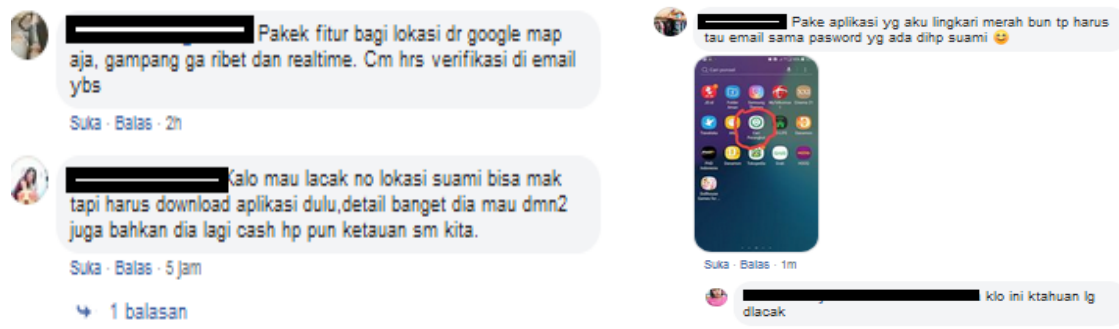 Pakek fitur bagi lokasi dr google map
aja, gampang ga ribet dan realtime. Cm hrs verifikasi di email
ybs
Suka · Balas · 2h
Kalo mau lacak no lokasi suami bisa mak
tapi harus download aplikasi dulu,detail banget dia mau dmn2
juga bahkan dia lagi cash hp pun ketauan sm kita.
Suka · Balas · 5 jam
1 balasan
Pake aplikasi yg aku lingkari merah bun tp harus
tau email sama pasword yg ada dihp suami 😊
Suka · Balas · 1m
klo ini ktahuan lg
dlacak